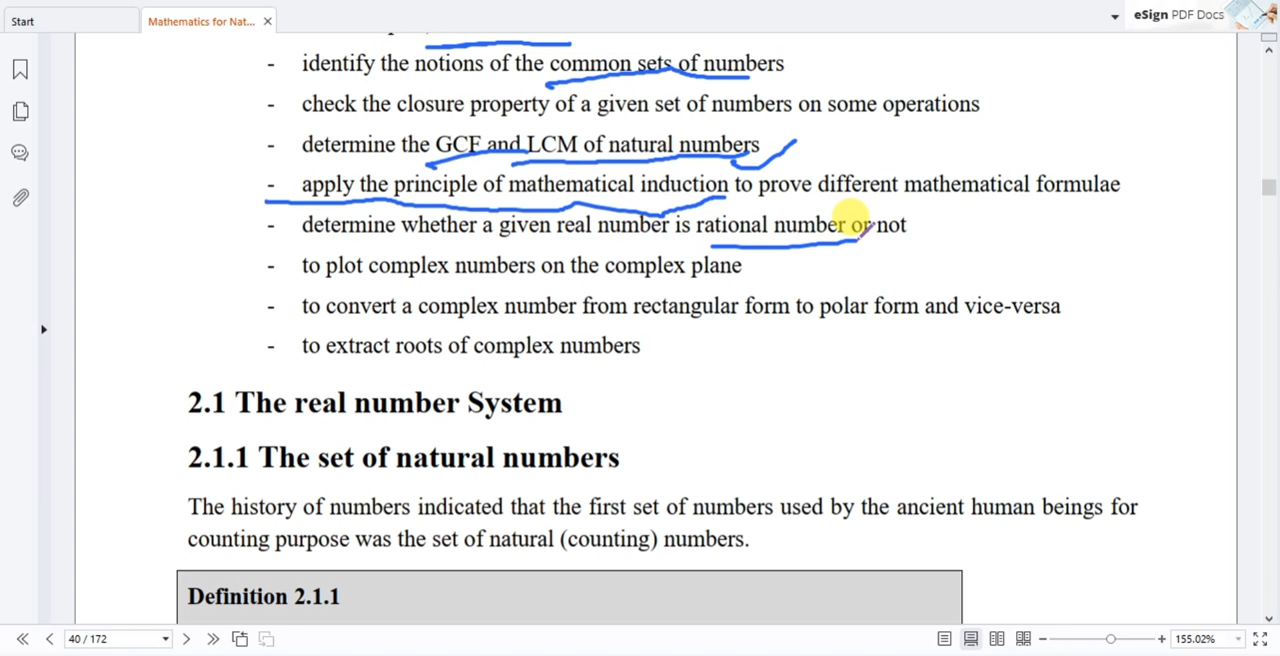 Start
Mathematics for Nat...
eSign PDF Docs
- identify the notions of the common sets of numbers
- check the closure property of a given set of numbers on some operations
- determine the GCF and LCM of natural numbers
- apply the principle of mathematical induction to prove different mathematical formulae
- determine whether a given real number is rational number or not
- to plot complex numbers on the complex plane
- to convert a complex number from rectangular form to polar form and vice-versa
- to extract roots of complex numbers
2.1 The real number System
2.1.1 The set of natural numbers
The history of numbers indicated that the first set of numbers used by the ancient human beings for
counting purpose was the set of natural (counting) numbers.
Definition 2.1.1
40 / 172
155.02%